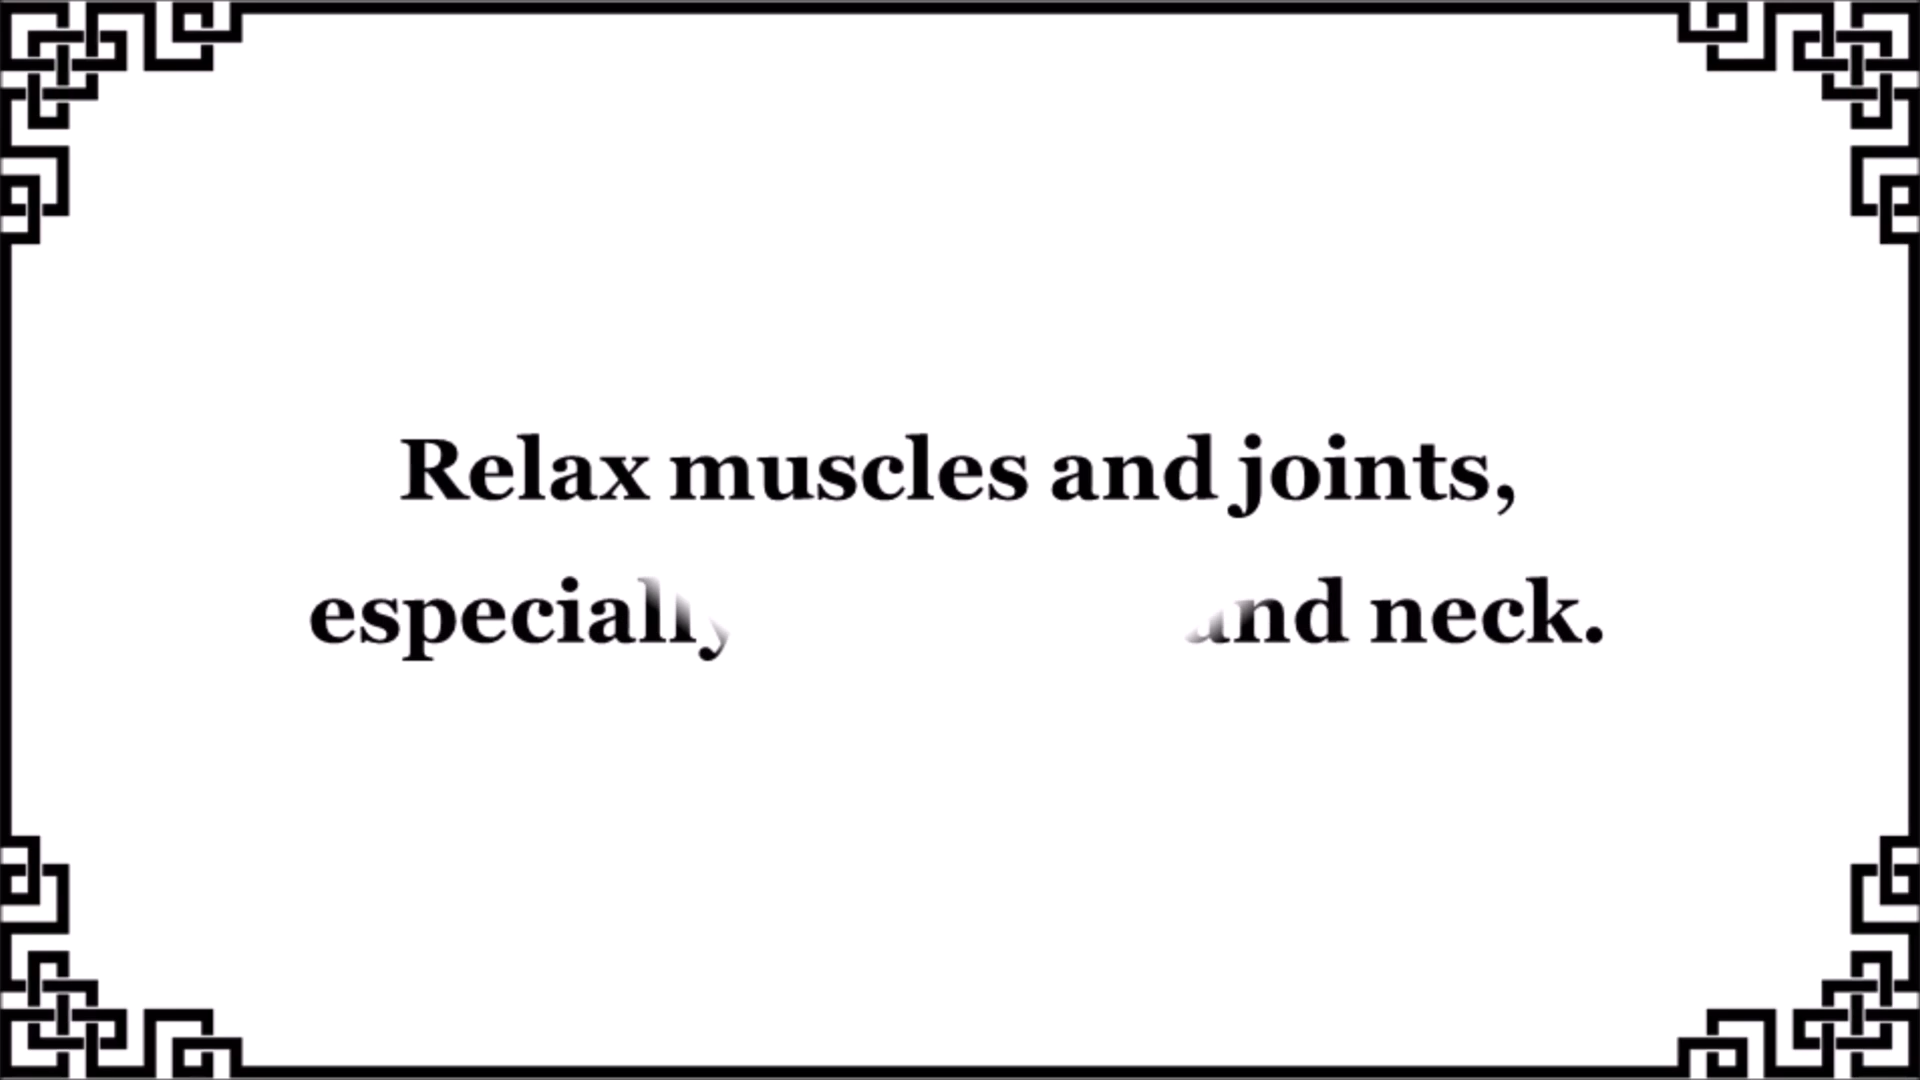 Relax muscles and joints,
especially and neck.